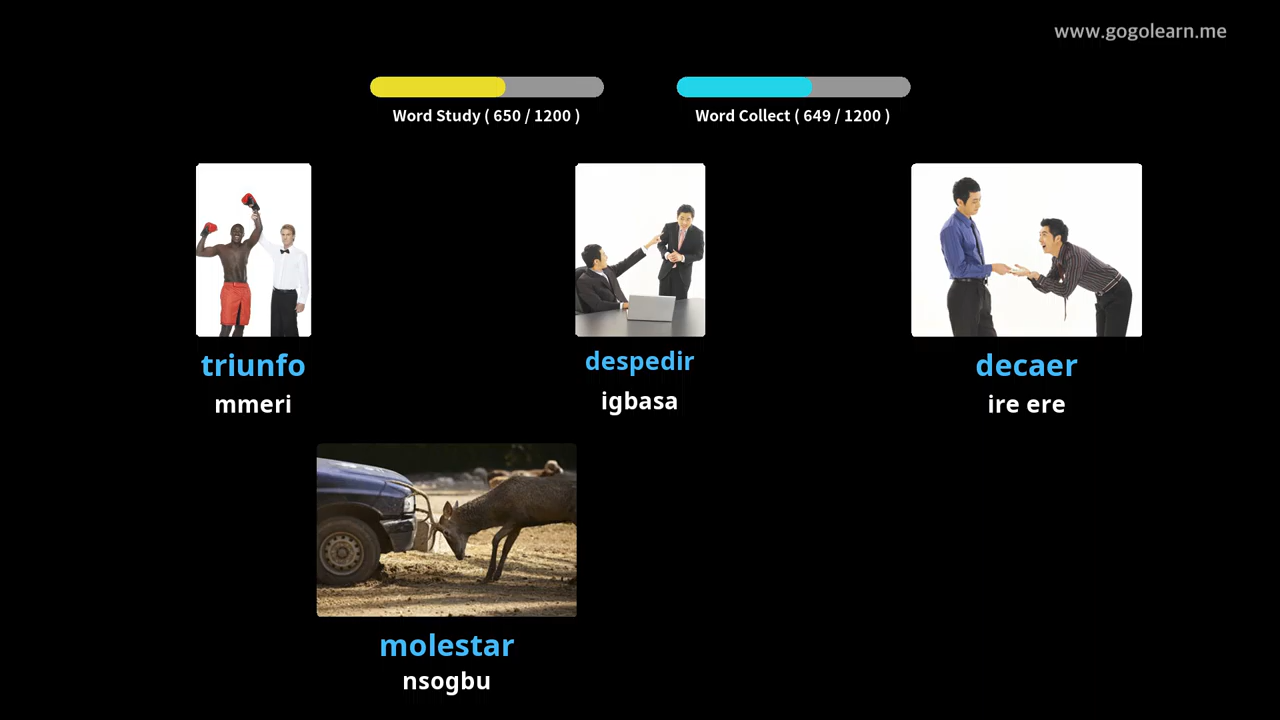 www.gogolearn.me
Word Study ( 650 / 1200 )
Word Collect ( 649 / 1200 )
triunfo
mmeri
despedir
igbasa
decaer
ire ere
molestar
nsogbu